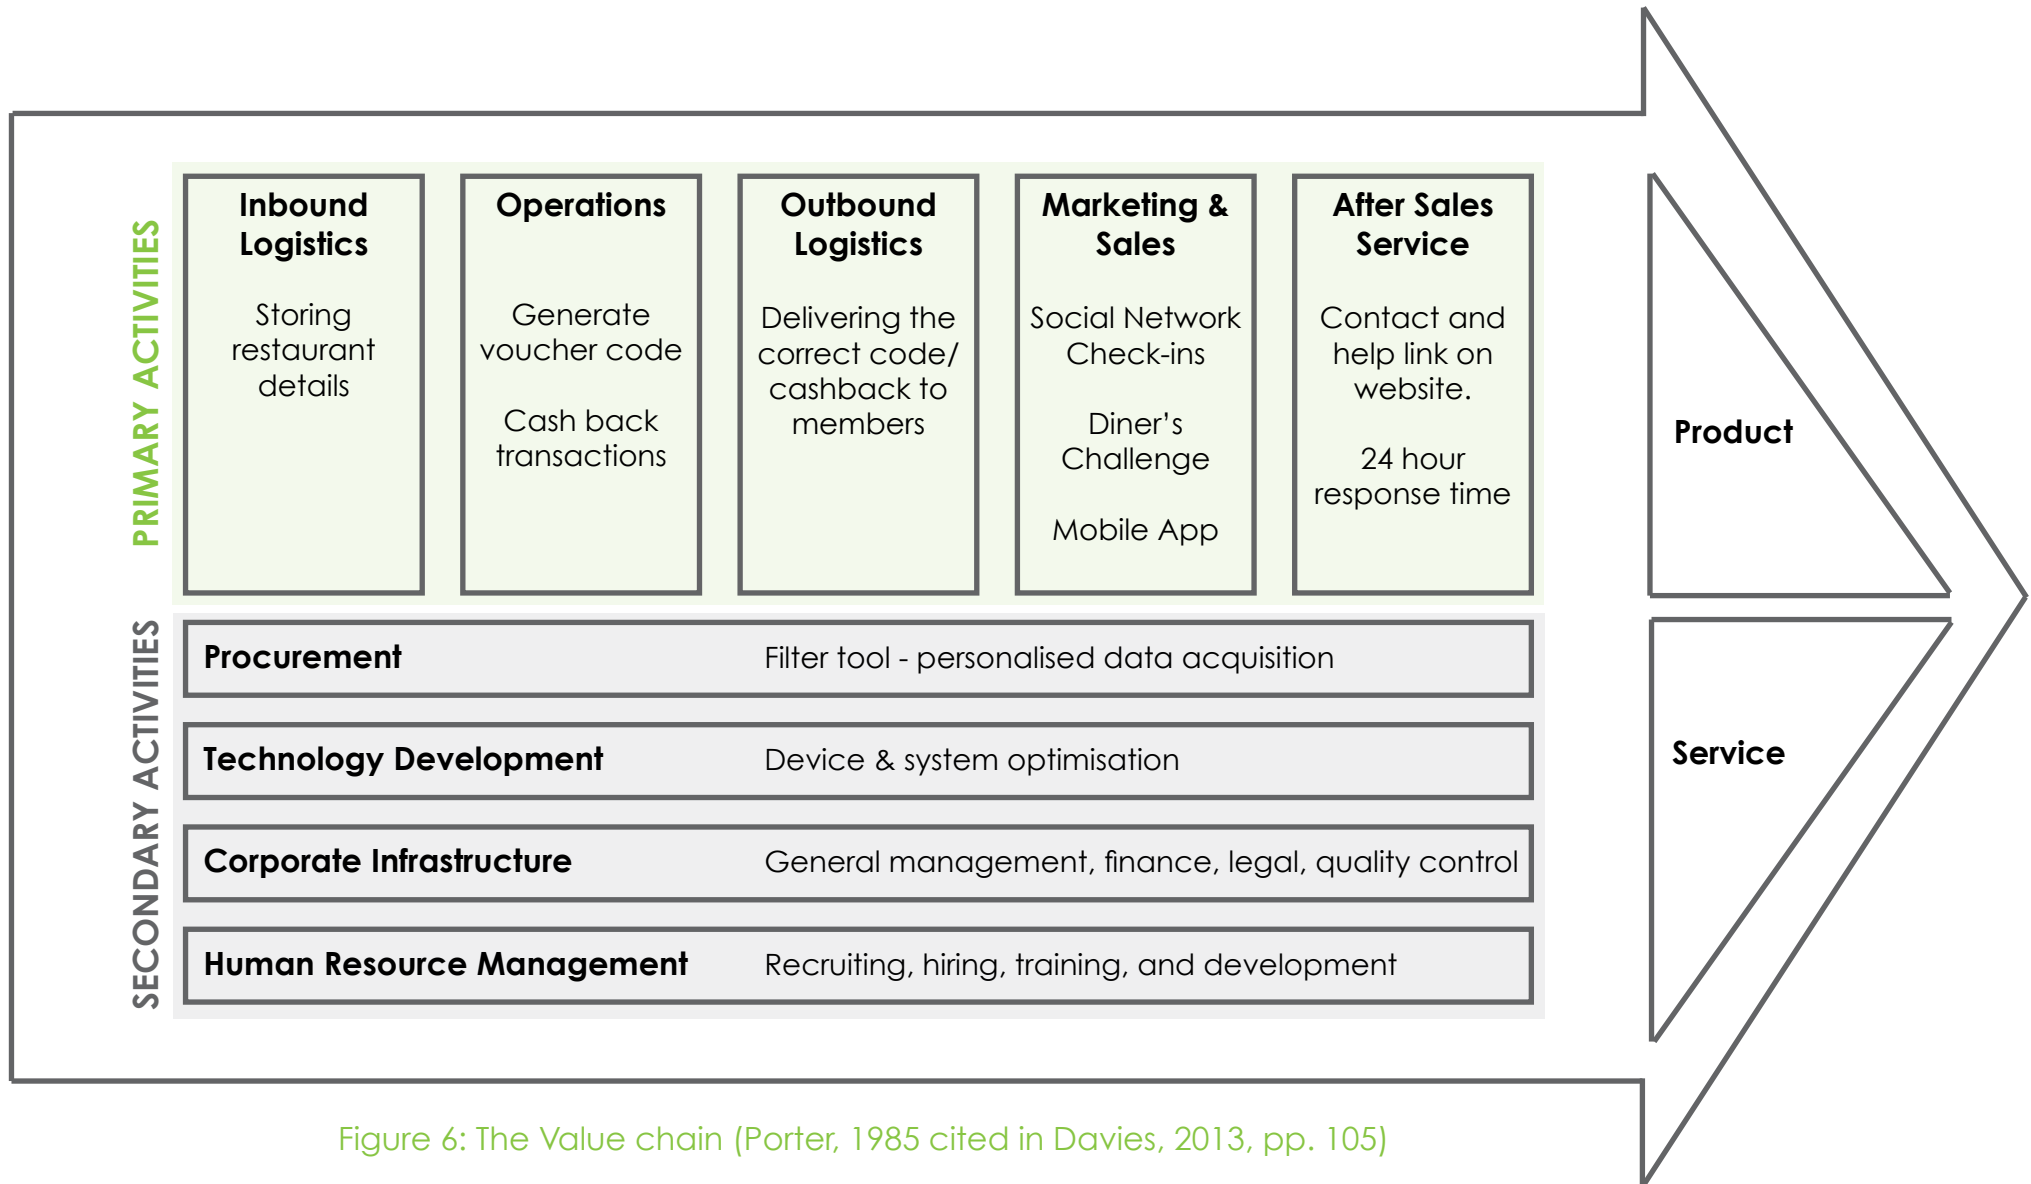 PRIMARY ACTIVITIES
Inbound
Logistics
Storing
restaurant
details
Operations
Generate
voucher code
Cash back
transactions
Outbound
Logistics
Delivering the
correct code/
cashback to
members
Marketing &
Sales
Social Network
Check-ins
Diner’s
Challenge
Mobile App
After Sales
Service
Contact and
help link on
website.
24 hour
response time
Product
SECONDARY ACTIVITIES
Procurement Filter tool - personalised data acquisition
Technology Development Device & system optimisation
Corporate Infrastructure General management, finance, legal, quality control
Human Resource Management Recruiting, hiring, training, and development
Service
Figure 6: The Value chain (Porter, 1985 cited in Davies, 2013, pp. 105)